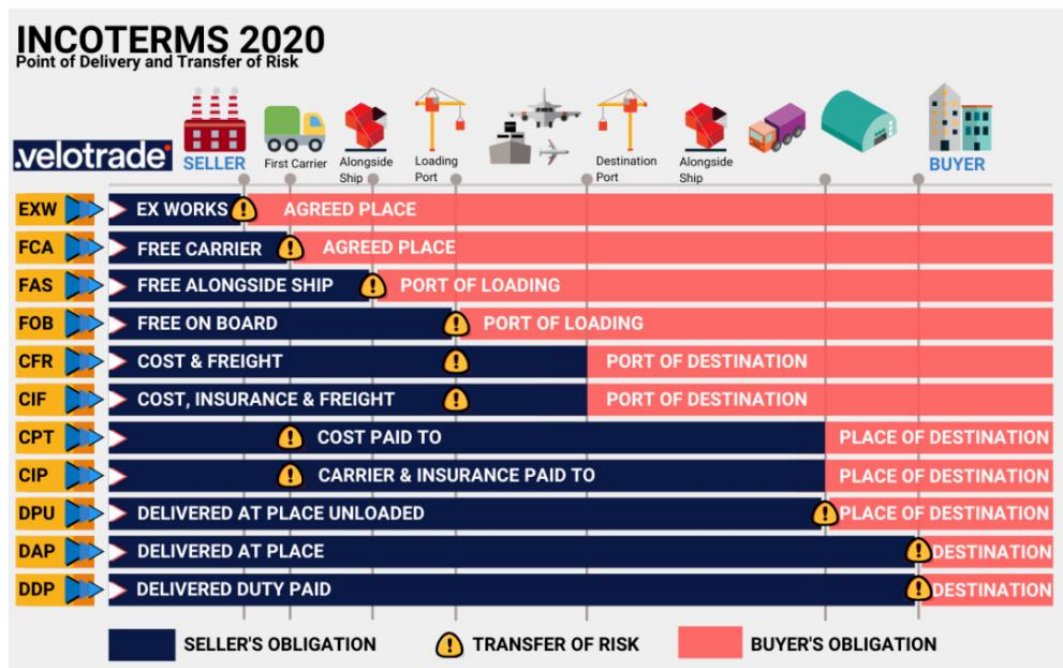 INCOTERMS 2020
Point of Delivery and Transfer of Risk
.velotrade
SELLER
First Carrier
Alongside
Ship
Loading
Port
Destination
Port
Alongside
Ship
BUYER
EXW EX WORKS AGREED PLACE
FCA FREE CARRIER AGREED PLACE
FAS FREE ALONGSIDE SHIP PORT OF LOADING
FOB FREE ON BOARD PORT OF LOADING
CFR COST & FREIGHT PORT OF DESTINATION
CIF COST, INSURANCE & FREIGHT PORT OF DESTINATION
CPT COST PAID TO PLACE OF DESTINATION
CIP CARRIER & INSURANCE PAID TO PLACE OF DESTINATION
DPU DELIVERED AT PLACE UNLOADED PLACE OF DESTINATION
DAP DELIVERED AT PLACE DESTINATION
DDP DELIVERED DUTY PAID DESTINATION
SELLER'S OBLIGATION TRANSFER OF RISK BUYER'S OBLIGATION